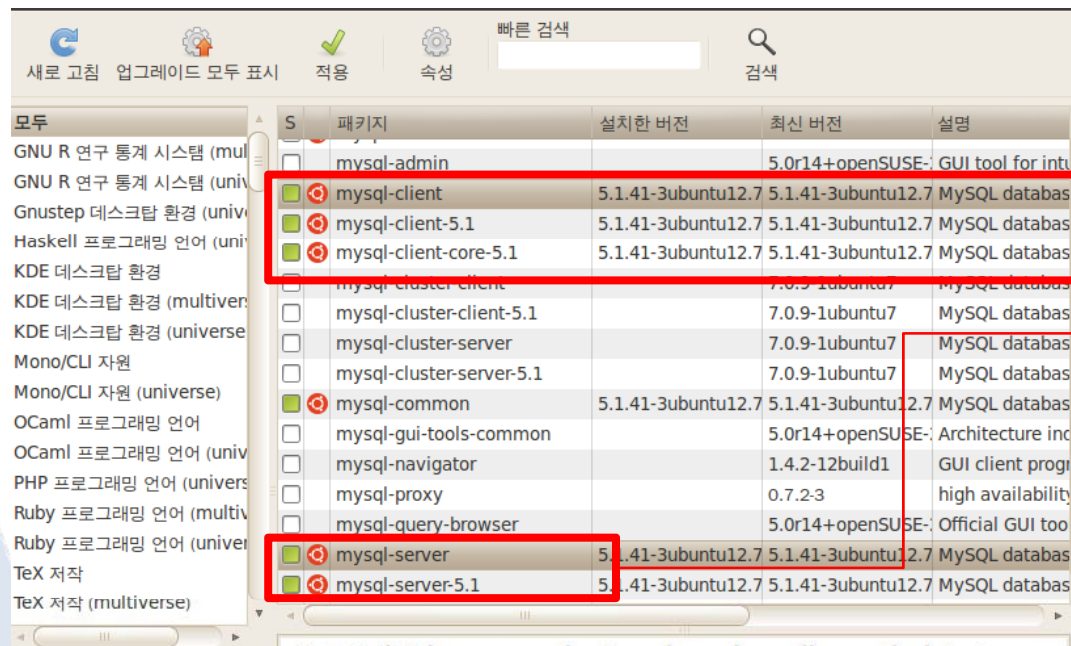 새로 고침
업그레이드 모두 표시
적용
속성
빠른 검색
검색
모두
GNU R 연구 통계 시스템 (mul
GNU R 연구 통계 시스템 (univ
Gnustep 데스크탑 환경 (unive
Haskell 프로그래밍 언어 (univ
KDE 데스크탑 환경
KDE 데스크탑 환경 (multivers
KDE 데스크탑 환경 (universe
Mono/CLI 자원
Mono/CLI 자원 (universe)
OCaml 프로그래밍 언어
OCaml 프로그래밍 언어 (univ
PHP 프로그래밍 언어 (univers
Ruby 프로그래밍 언어 (multiv
Ruby 프로그래밍 언어 (univer
TeX 저작
TeX 저작 (multiverse)
S 패키지 설치한 버전 최신 버전 설명
mysql-admin 5.0r14+openSUSE-2 GUI tool for intu
mysql-client 5.1.41-3ubuntu12.7 5.1.41-3ubuntu12.7 MySQL databas
mysql-client-5.1 5.1.41-3ubuntu12.7 5.1.41-3ubuntu12.7 MySQL databas
mysql-client-core-5.1 5.1.41-3ubuntu12.7 5.1.41-3ubuntu12.7 MySQL databas
mysql-cluster-client 7.0.9-1ubuntu7 MySQL databas
mysql-cluster-client-5.1 7.0.9-1ubuntu7 MySQL databas
mysql-cluster-server 7.0.9-1ubuntu7 MySQL databas
mysql-cluster-server-5.1 7.0.9-1ubuntu7 MySQL databas
mysql-common 5.1.41-3ubuntu12.7 5.1.41-3ubuntu12.7 MySQL databas
mysql-gui-tools-common 5.0r14+openSUSE-2 Architecture ind
mysql-navigator 1.4.2-12build1 GUI client progr
mysql-proxy 0.7.2-3 high availability
mysql-query-browser 5.0r14+openSUSE-2 Official GUI too
mysql-server 5.1.41-3ubuntu12.7 5.1.41-3ubuntu12.7 MySQL databas
mysql-server-5.1 5.1.41-3ubuntu12.7 5.1.41-3ubuntu12.7 MySQL databas